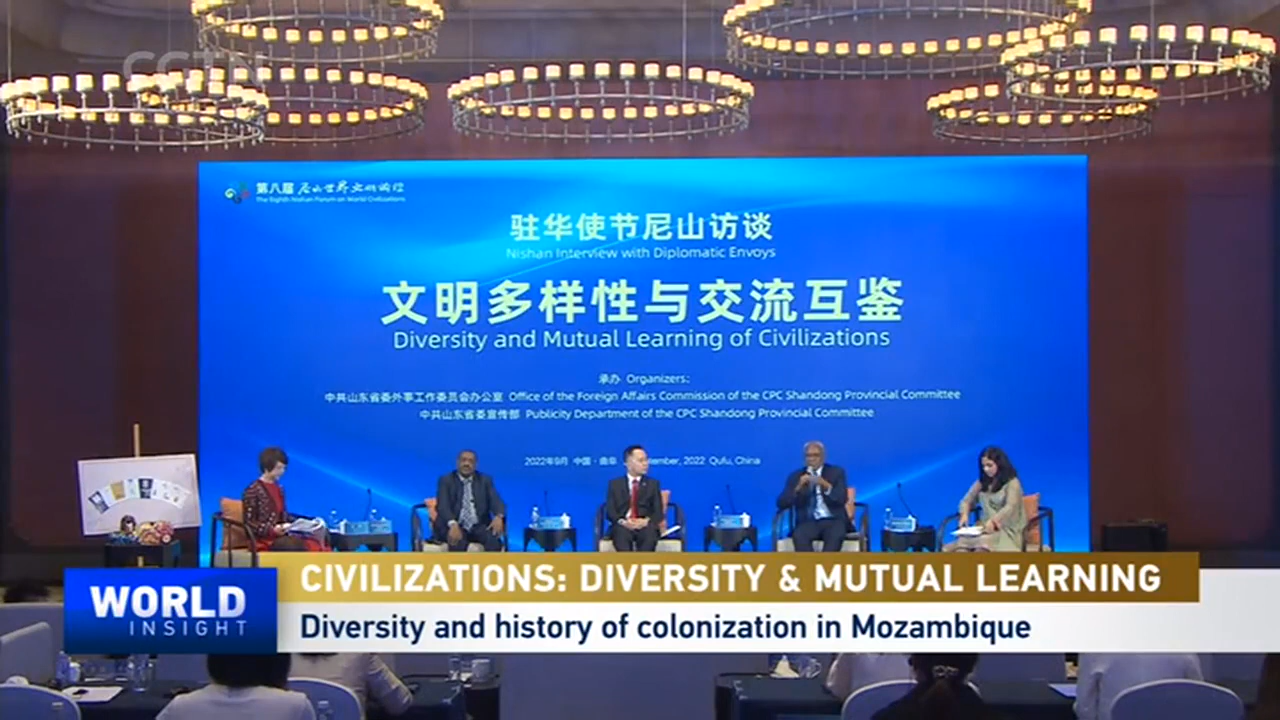 CGTN
第八届 尼山世界文明论坛
The Eighth Nishan Forum on World Civilizations
驻华使节尼山访谈
Nishan Interview with Diplomatic Envoys
文明多样性与交流互鉴
Diversity and Mutual Learning of Civilizations
承办 Organizers:
中共山东省委外事工作委员会办公室 Office of the Foreign Affairs Commission of the CPC Shandong Provincial Committee
中共山东省委宣传部 Publicity Department of the CPC Shandong Provincial Committee
2022年9月 中国·曲阜 2022 Qufu, China
CIVILIZATIONS: DIVERSITY & MUTUAL LEARNING
WORLD INSIGHT
Diversity and history of colonization in Mozambique